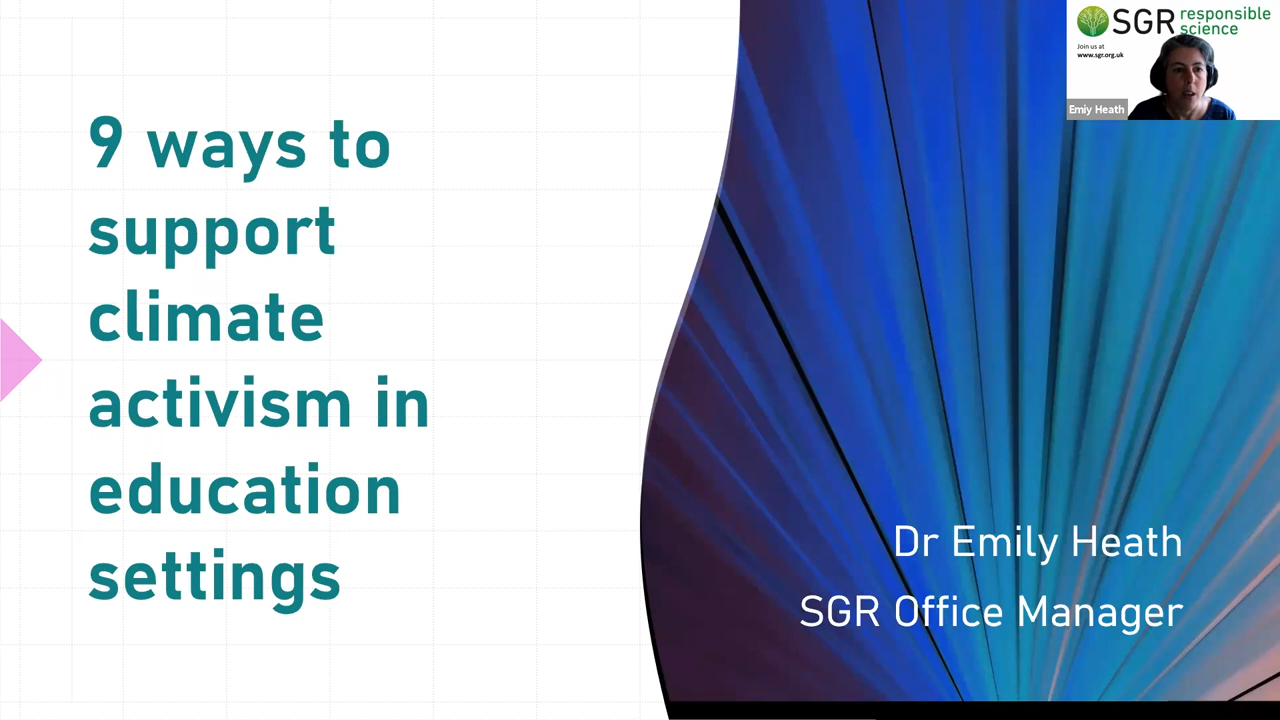 9 ways to
support
climate
activism in
education
settings
Dr Emily Heath
SGR Office Manager
SGR responsible
science
Join us at
www.sgr.org.uk
Emiy Heath